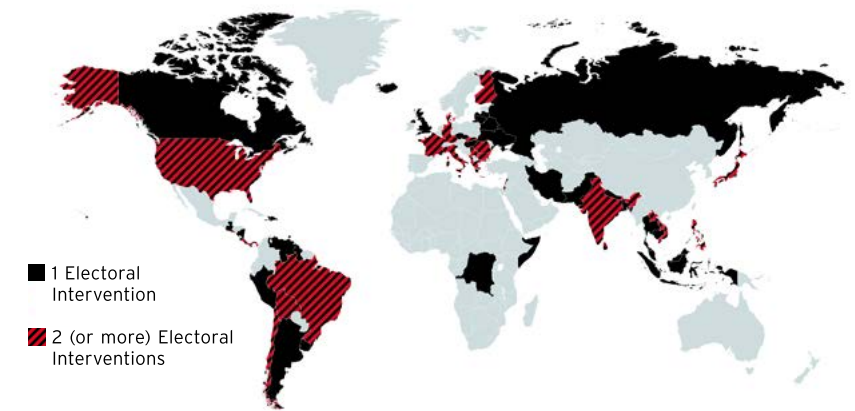 1 Electoral
Intervention
2 (or more) Electoral
Interventions